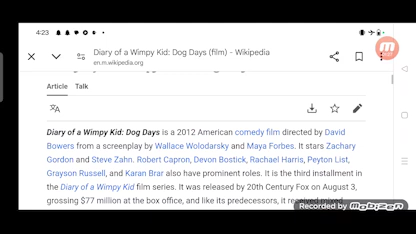 4:23
Diary of a Wimpy Kid: Dog Days (film) - Wikipedia
en.m.wikipedia.org
Article Talk
Diary of a Wimpy Kid: Dog Days is a 2012 American comedy film directed by David
Bowers from a screenplay by Wallace Wolodarsky and Maya Forbes. It stars Zachary
Gordon and Steve Zahn. Robert Capron, Devon Bostick, Rachael Harris, Peyton List,
Grayson Russell, and Karan Brar also have prominent roles. It is the third installment in
the Diary of a Wimpy Kid film series. It was released by 20th Century Fox on August 3,
grossing $77 million at the box office, and like its predecessors, it received mixed
Recorded by Mobizen